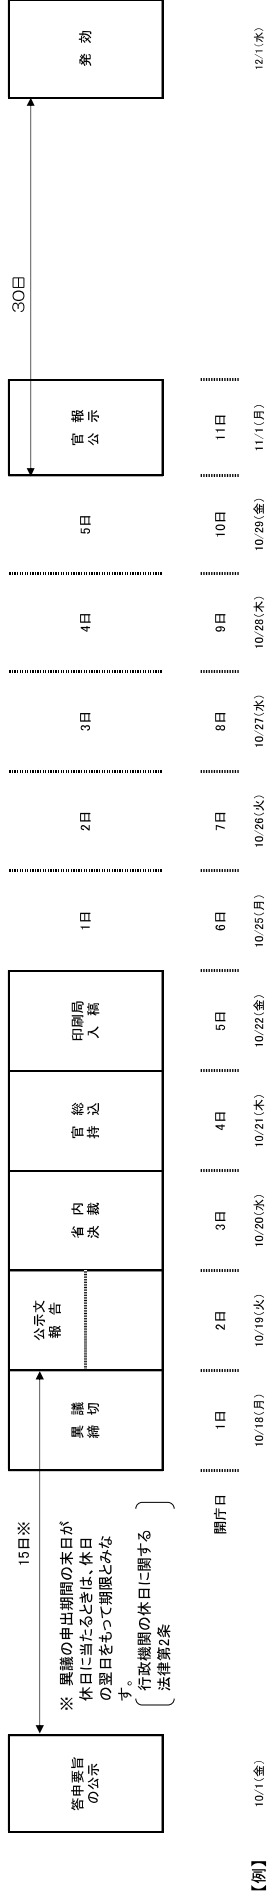 答申要旨
の公示
15日※
※ 異議の申出期間の末日が
休日に当たるときは、休日
の翌日をもって期限とみな
す。
行政機関の休日に関する
法律第2条
異議
締切
公示文
報告
省内裁
決
官総
持込
印刷局
入稿
1日
2日
3日
4日
5日
官報
公示
30日
発効
開庁日
1日
2日
3日
4日
5日
6日
7日
8日
9日
10日
11日
【例】
10/1(金)
10/18(月)
10/19(火)
10/20(水)
10/21(木)
10/22(金)
10/25(月)
10/26(火)
10/27(水)
10/28(木)
10/29(金)
11/1(月)
12/1(水)